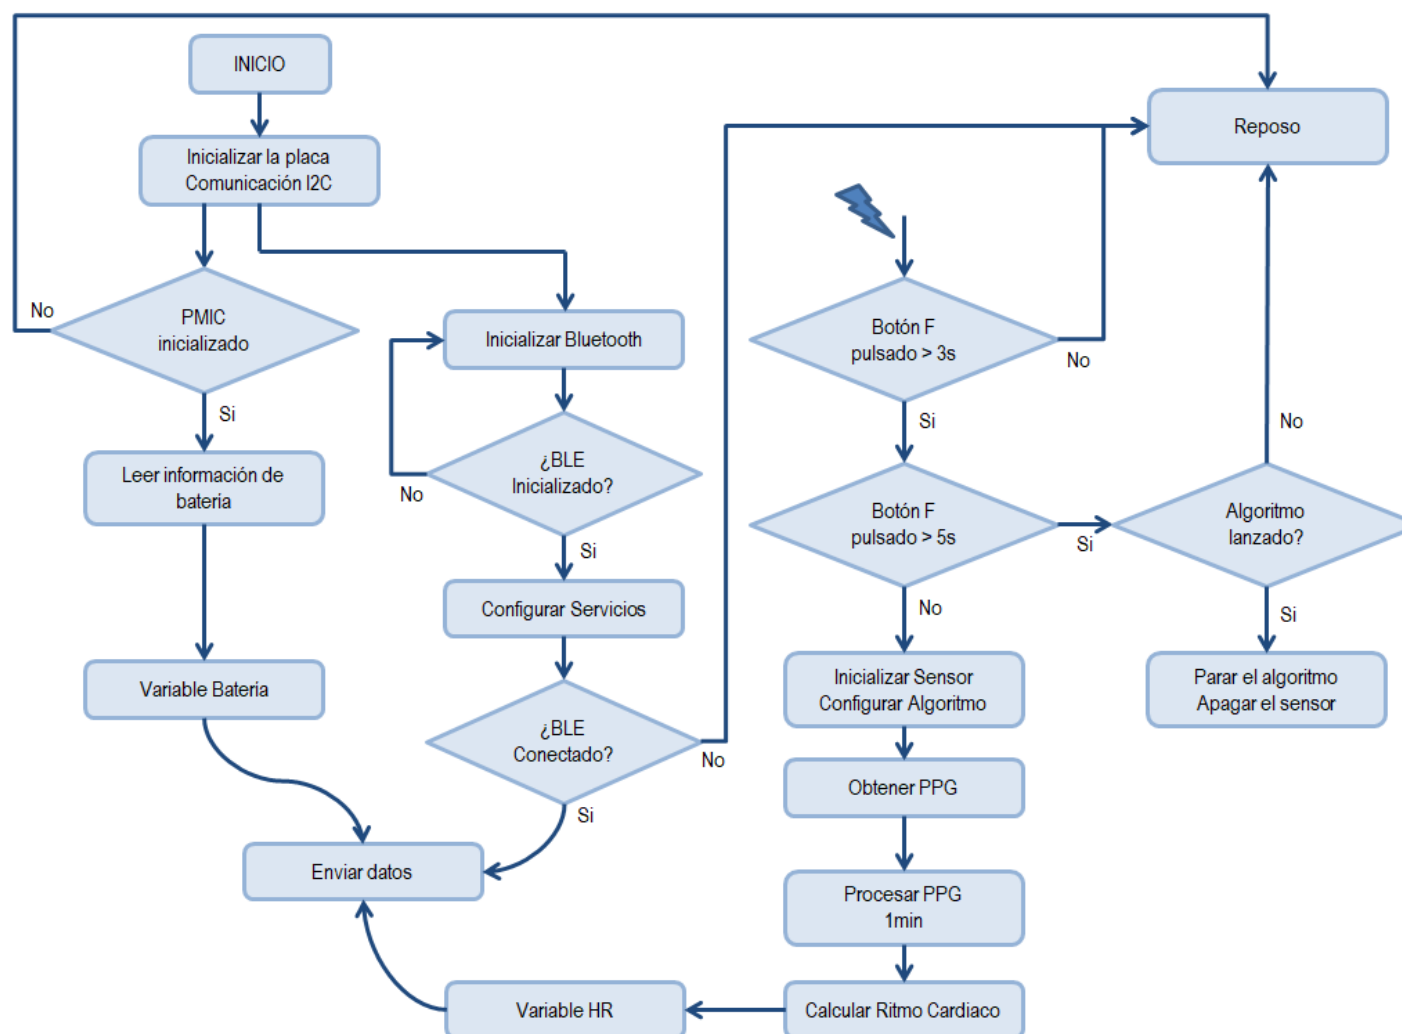 INICIO
Inicializar la placa
Comunicación I2C
PMIC
inicializado
No
Si
Leer información de
batería
Variable Batería
Inicializar Bluetooth
¿BLE
Inicializado?
No
Si
Configurar Servicios
¿BLE
Conectado?
No
Si
Enviar datos
Reposo
Botón F
pulsado > 3s
No
Si
Botón F
pulsado > 5s
Si
No
Algoritmo
lanzado?
No
Si
Parar el algoritmo
Apagar el sensor
Inicializar Sensor
Configurar Algoritmo
Obtener PPG
Procesar PPG
1min
Calcular Ritmo Cardiaco
Variable HR